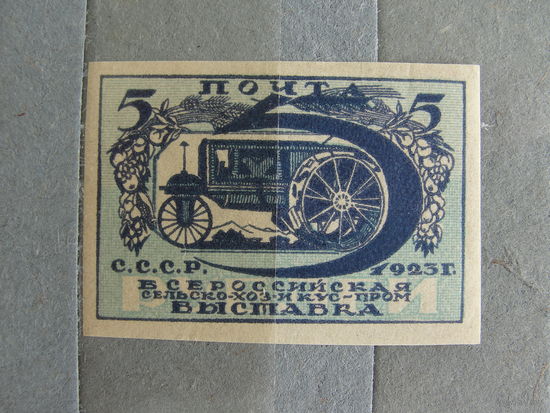 ПОЧТА
5 5
С.С.С.Р. 1923 Г.
ВСЕРОССИЙСКАЯ
СЕЛЬСКО-ХОЗ-И КУС-ПРОМ
ВЫСТАВКА